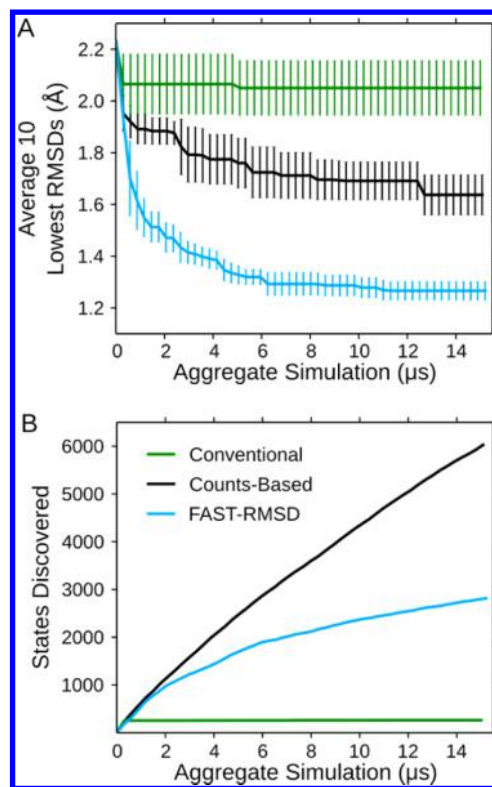 A
2.2
2.0
1.8
1.6
1.4
1.2
Average 10
Lowest RMSDs (Å)
0 2 4 6 8 10 12 14
Aggregate Simulation (μs)
B
6000
5000
4000
3000
2000
1000
States Discovered
Conventional
Counts-Based
FAST-RMSD
0 2 4 6 8 10 12 14
Aggregate Simulation (μs)